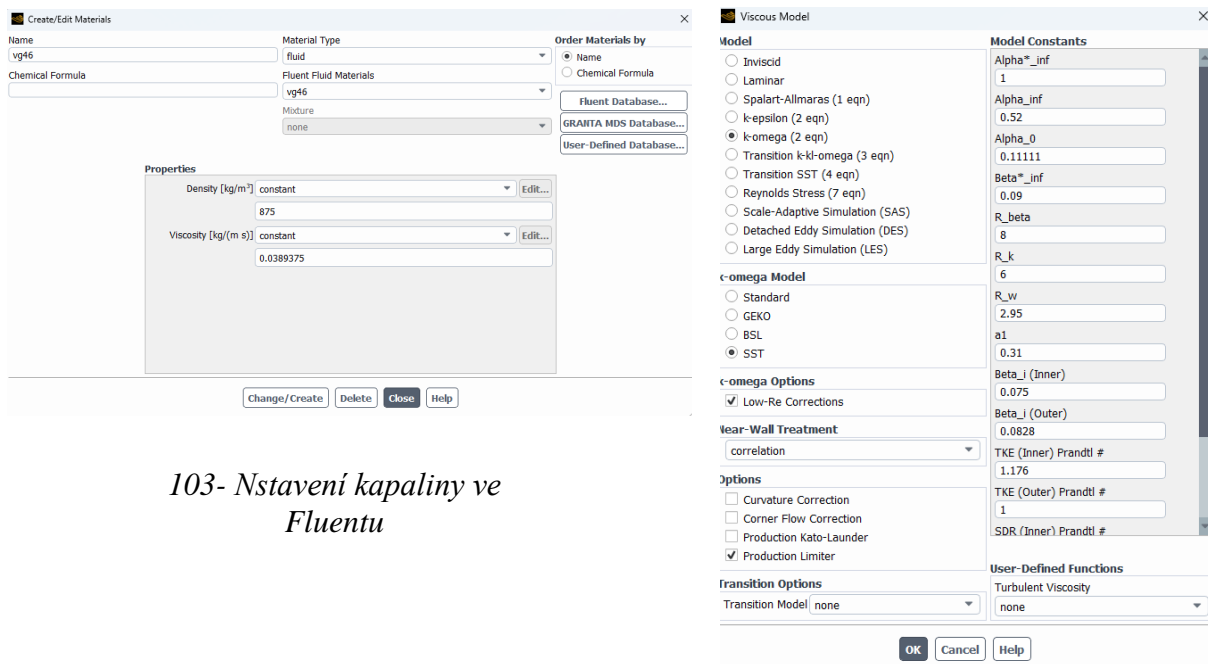 Create/Edit Materials
Name
vg46
Chemical Formula
Material Type
fluid
Fluent Fluid Materials
vg46
Mixture
none
Order Materials by
Name
Chemical Formula
Fluent Database...
GRANTA MDS Database...
User-Defined Database...
Properties
Density [kg/m³] constant Edit...
875
Viscosity [kg/(m s)] constant Edit...
0.0389375
Change/Create Delete Close Help
103- Nstavení kapaliny ve
Fluentu
Viscous Model
Model
Inviscid
Laminar
Spalart-Allmaras (1 eqn)
k-epsilon (2 eqn)
k-omega (2 eqn)
Transition k-kl-omega (3 eqn)
Transition SST (4 eqn)
Reynolds Stress (7 eqn)
Scale-Adaptive Simulation (SAS)
Detached Eddy Simulation (DES)
Large Eddy Simulation (LES)
k-omega Model
Standard
GEKO
BSL
SST
k-omega Options
Low-Re Corrections
Near-Wall Treatment
correlation
Options
Curvature Correction
Corner Flow Correction
Production Kato-Launder
Production Limiter
Transition Options
Transition Model none
Model Constants
Alpha*_inf
1
Alpha_inf
0.52
Alpha_0
0.11111
Beta*_inf
0.09
R_beta
8
R_k
6
R_w
2.95
a1
0.31
Beta_i (Inner)
0.075
Beta_i (Outer)
0.0828
TKE (Inner) Prandtl #
1.176
TKE (Outer) Prandtl #
1
SDR (Inner) Prandtl #
User-Defined Functions
Turbulent Viscosity
none
OK Cancel Help